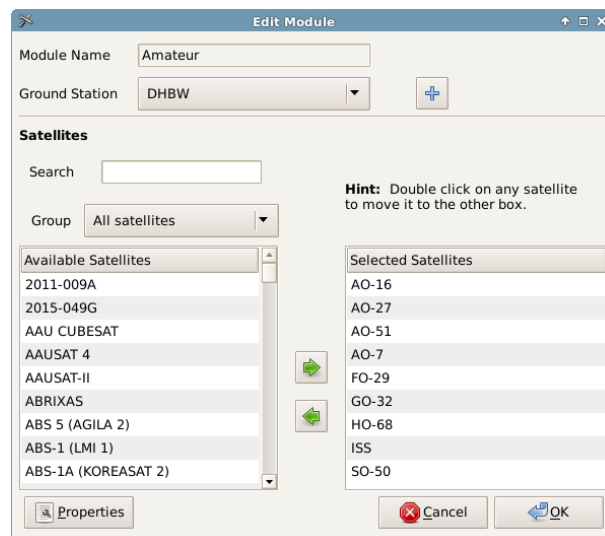 Edit Module
Module Name Amateur
Ground Station DHBW
Satellites
Search
Hint: Double click on any satellite
to move it to the other box.
Group All satellites
Available Satellites
2011-009A
2015-049G
AAU CUBESAT
AAUSAT 4
AAUSAT-II
ABRIXAS
ABS 5 (AGILA 2)
ABS-1 (LMI 1)
ABS-1A (KOREASAT 2)
Selected Satellites
AO-16
AO-27
AO-51
AO-7
FO-29
GO-32
HO-68
ISS
SO-50
Properties
Cancel
OK